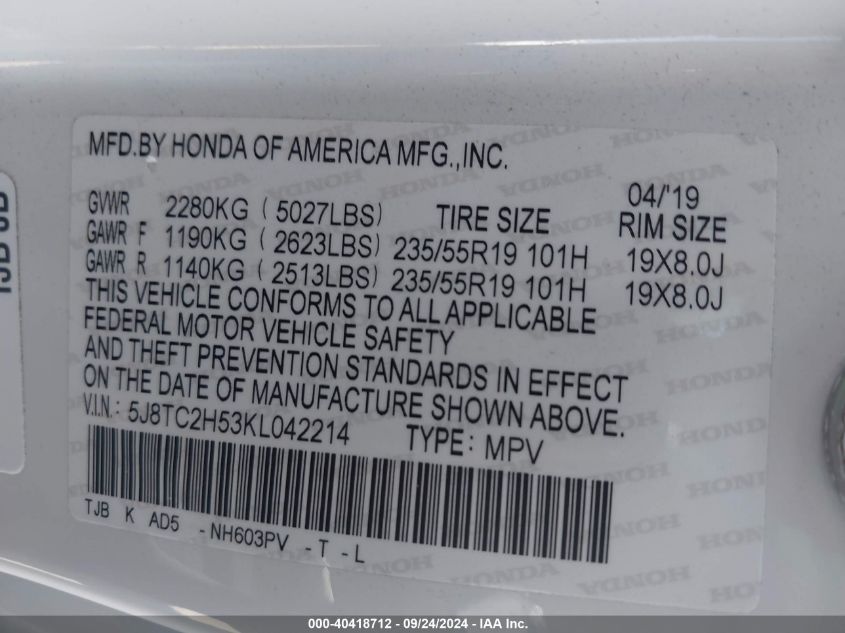 MFD.BY HONDA OF AMERICA MFG.,INC.
04/'19
GVWR 2280KG (5027LBS) TIRE SIZE RIM SIZE
GAWR F 1190KG (2623LBS) 235/55R19 101H 19X8.0J
GAWR R 1140KG (2513LBS) 235/55R19 101H 19X8.0J
THIS VEHICLE CONFORMS TO ALL APPLICABLE
FEDERAL MOTOR VEHICLE SAFETY
AND THEFT PREVENTION STANDARDS IN EFFECT
ON THE DATE OF MANUFACTURE SHOWN ABOVE.
V.I.N.: 5J8TC2H53KL042214 TYPE: MPV
TJB K AD5 -NH603PV - T - L
000-40418712 - 09/24/2024 - IAA Inc.